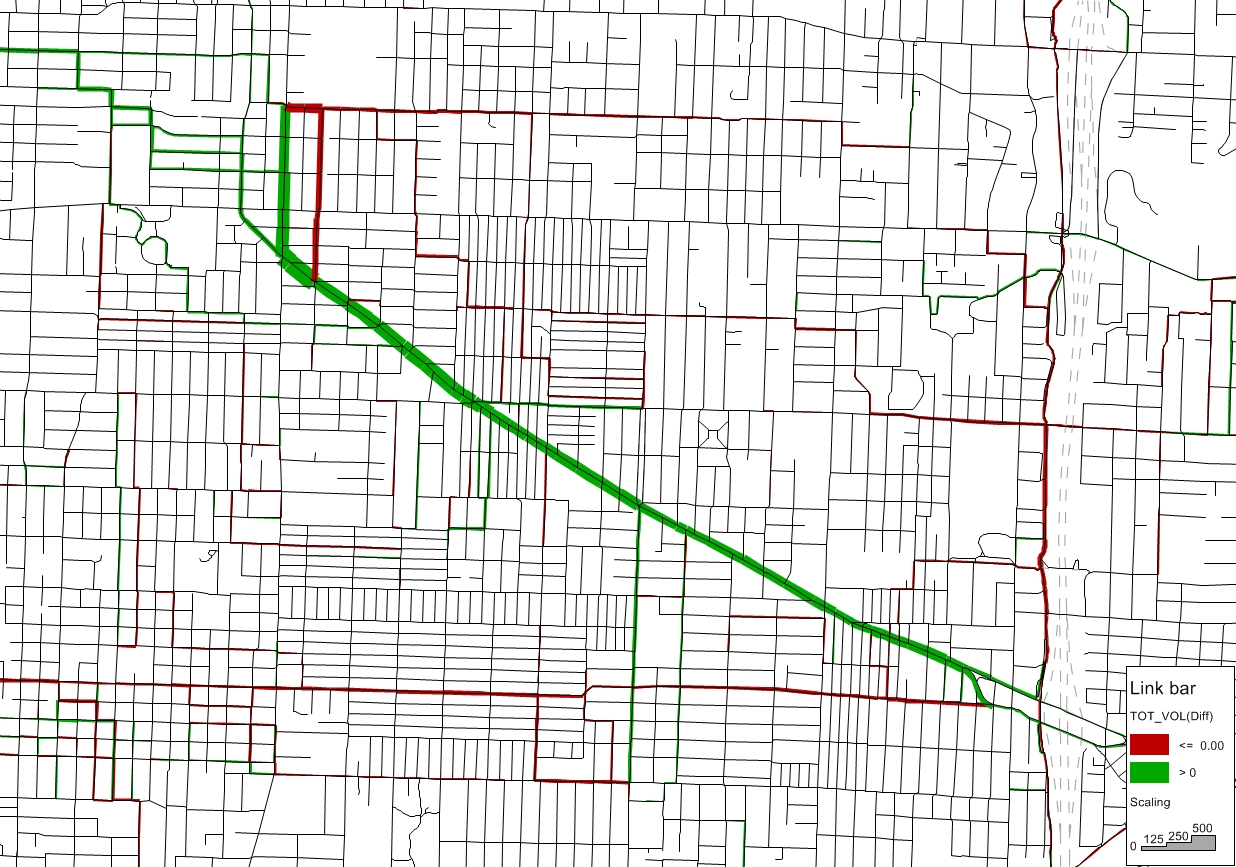 Link bar
TOT_VOL(Diff)
<= 0.00
> 0
Scaling
0 125 250 500